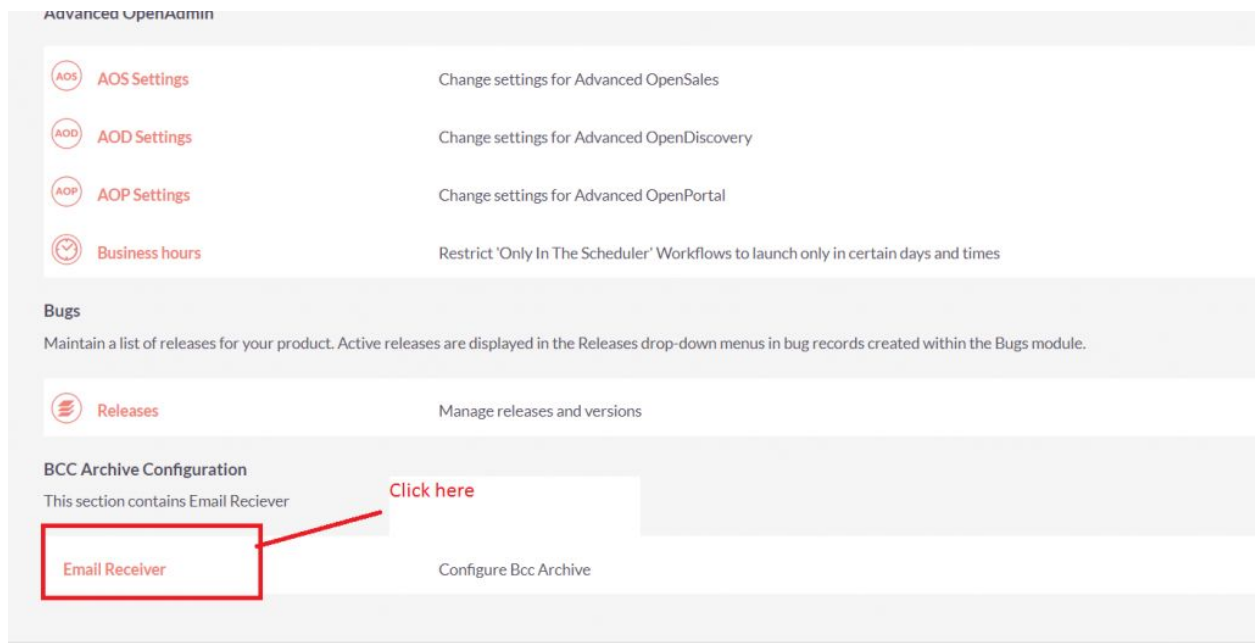 Advanced OpenAdmin
AOS AOS Settings Change settings for Advanced OpenSales
AOD AOD Settings Change settings for Advanced OpenDiscovery
AOP AOP Settings Change settings for Advanced OpenPortal
Business hours Restrict 'Only In The Scheduler' Workflows to launch only in certain days and times
Bugs
Maintain a list of releases for your product. Active releases are displayed in the Releases drop-down menus in bug records created within the Bugs module.
Releases Manage releases and versions
BCC Archive Configuration
Click here
This section contains Email Reciever
Email Receiver Configure Bcc Archive